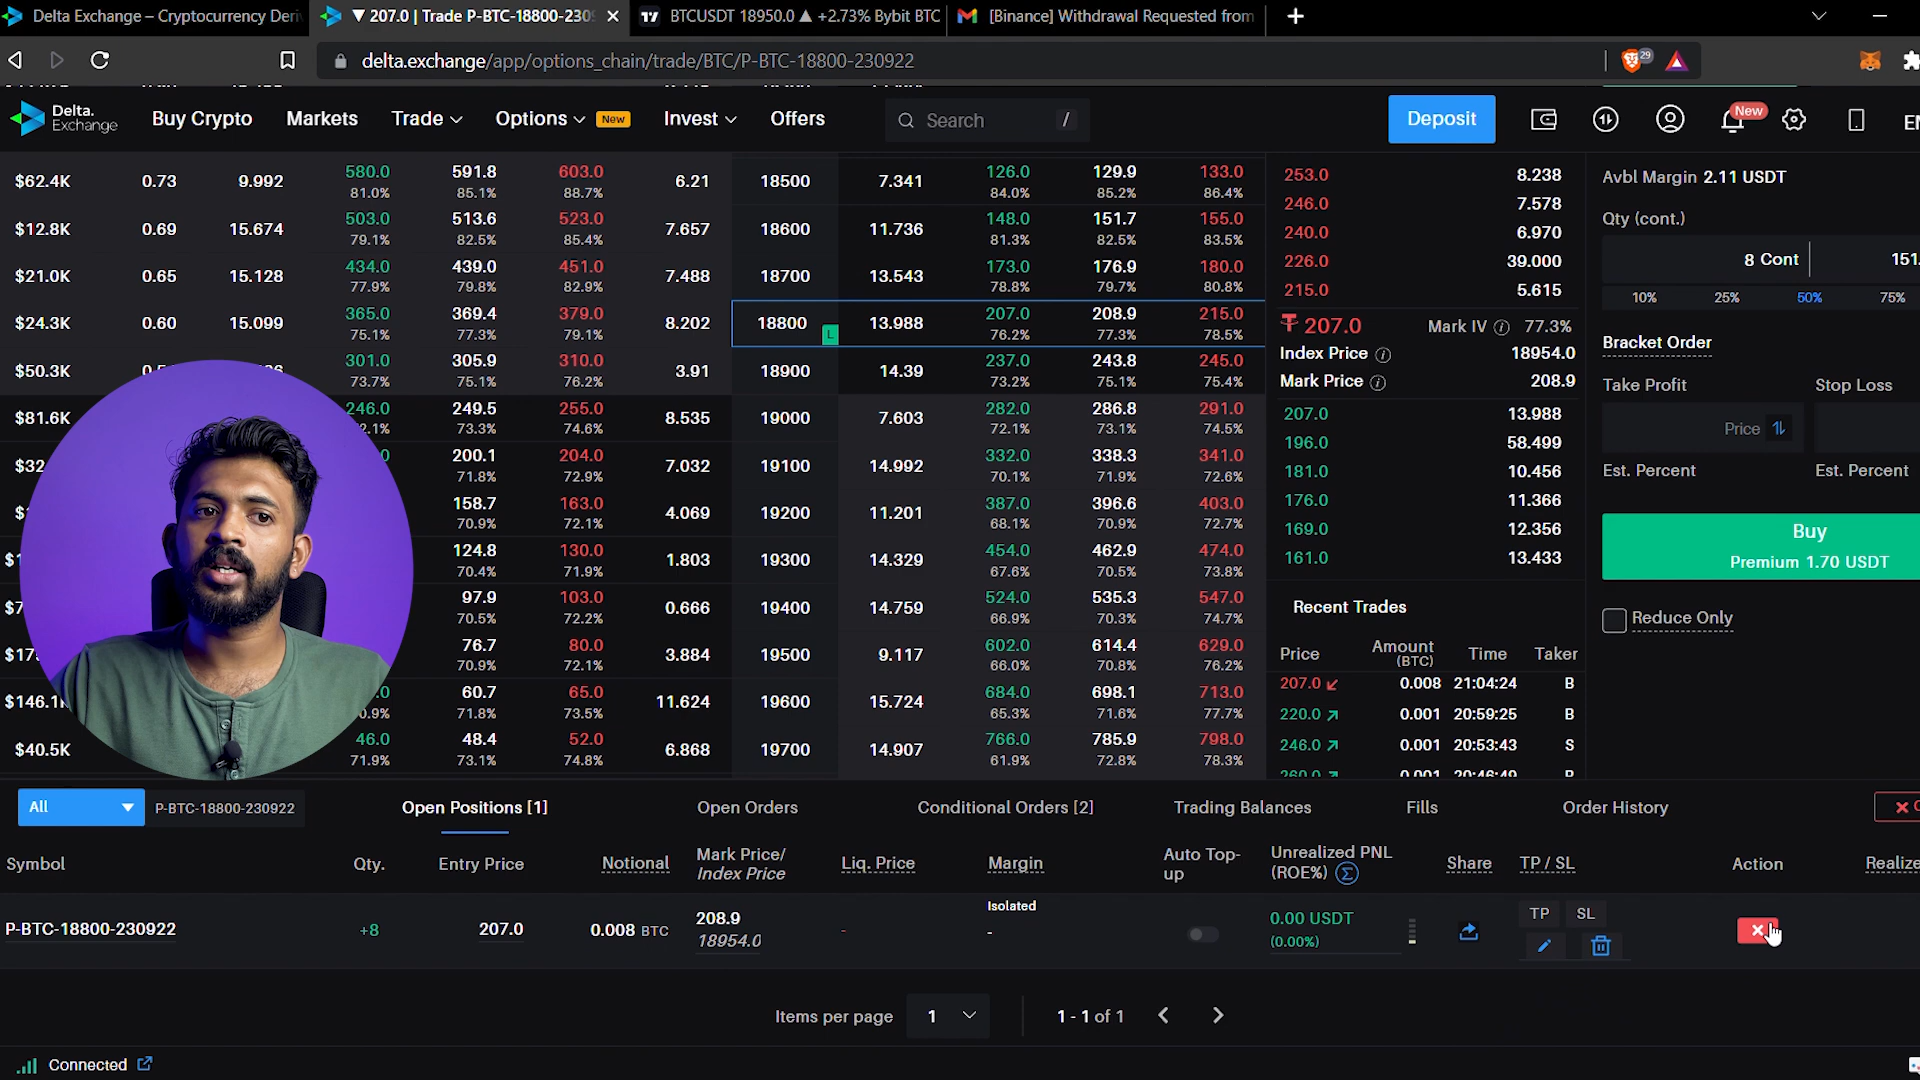 Delta Exchange – Cryptocurrency Deri
▼ 207.0 | Trade P-BTC-18800-230
BTCUSDT 18950.0 ▲ +2.73% Bybit BTC
[Binance] Withdrawal Requested from
delta.exchange/app/options_chain/trade/BTC/P-BTC-18800-230922
29
Delta. Exchange
Buy Crypto Markets Trade Options New Invest Offers
Search /
Deposit
New
$62.4K 0.73 9.992 580.0 591.8 603.0 6.21 18500 7.341 126.0 129.9 133.0
81.0% 85.1% 88.7% 84.0% 85.2% 86.4%
$12.8K 0.69 15.674 503.0 513.6 523.0 7.657 18600 11.736 148.0 151.7 155.0
79.1% 82.5% 85.4% 81.3% 82.5% 83.5%
$21.0K 0.65 15.128 434.0 439.0 451.0 7.488 18700 13.543 173.0 176.9 180.0
77.9% 79.8% 82.9% 78.8% 79.7% 80.8%
$24.3K 0.60 15.099 365.0 369.4 379.0 8.202 18800 L 13.988 207.0 208.9 215.0
75.1% 77.3% 79.1% 76.2% 77.3% 78.5%
$50.3K 301.0 305.9 310.0 3.91 18900 14.39 237.0 243.8 245.0
73.7% 75.1% 76.2% 73.2% 75.1% 75.4%
$81.6K 246.0 249.5 255.0 8.535 19000 7.603 282.0 286.8 291.0
73.3% 74.6% 72.1% 73.1% 74.5%
200.1 204.0 7.032 19100 14.992 332.0 338.3 341.0
71.8% 72.9% 70.1% 71.9% 72.6%
158.7 163.0 4.069 19200 11.201 387.0 396.6 403.0
70.9% 72.1% 68.1% 70.9% 72.7%
124.8 130.0 1.803 19300 14.329 454.0 462.9 474.0
70.4% 71.9% 67.6% 70.5% 73.8%
97.9 103.0 0.666 19400 14.759 524.0 535.3 547.0
70.5% 72.2% 66.9% 70.3% 74.7%
76.7 80.0 3.884 19500 9.117 602.0 614.4 629.0
70.9% 72.1% 66.0% 70.8% 76.2%
$146.1 60.7 65.0 11.624 19600 15.724 684.0 698.1 713.0
71.8% 73.5% 65.3% 71.6% 77.7%
$40.5K 46.0 48.4 52.0 6.868 19700 14.907 766.0 785.9 798.0
71.9% 73.1% 74.8% 61.9% 72.8% 78.3%
253.0 8.238
246.0 7.578
240.0 6.970
226.0 39.000
215.0 5.615
207.0 Mark IV 77.3%
Index Price 18954.0
Mark Price 208.9
207.0 13.988
196.0 58.499
181.0 10.456
176.0 11.366
169.0 12.356
161.0 13.433
Recent Trades
Price Amount (BTC) Time Taker
207.0 0.008 21:04:24 B
220.0 0.001 20:59:25 B
246.0 0.001 20:53:43 S
260.0 0.001 20:46:49 B
Avbl Margin 2.11 USDT
Qty (cont.)
8 Cont 151.
10% 25% 50% 75%
Bracket Order
Take Profit Stop Loss
Price
Est. Percent Est. Percent
Buy
Premium 1.70 USDT
Reduce Only
All P-BTC-18800-230922 Open Positions [1] Open Orders Conditional Orders [2] Trading Balances Fills Order History
Symbol Qty. Entry Price Notional Mark Price/ Index Price Liq. Price Margin Auto Top-up Unrealized PNL (ROE%) Share TP / SL Action Realize
P-BTC-18800-230922 +8 207.0 0.008 BTC 208.9 18954.0 - Isolated - 0.00 USDT (0.00%) TP SL
Items per page 1 1 - 1 of 1
Connected